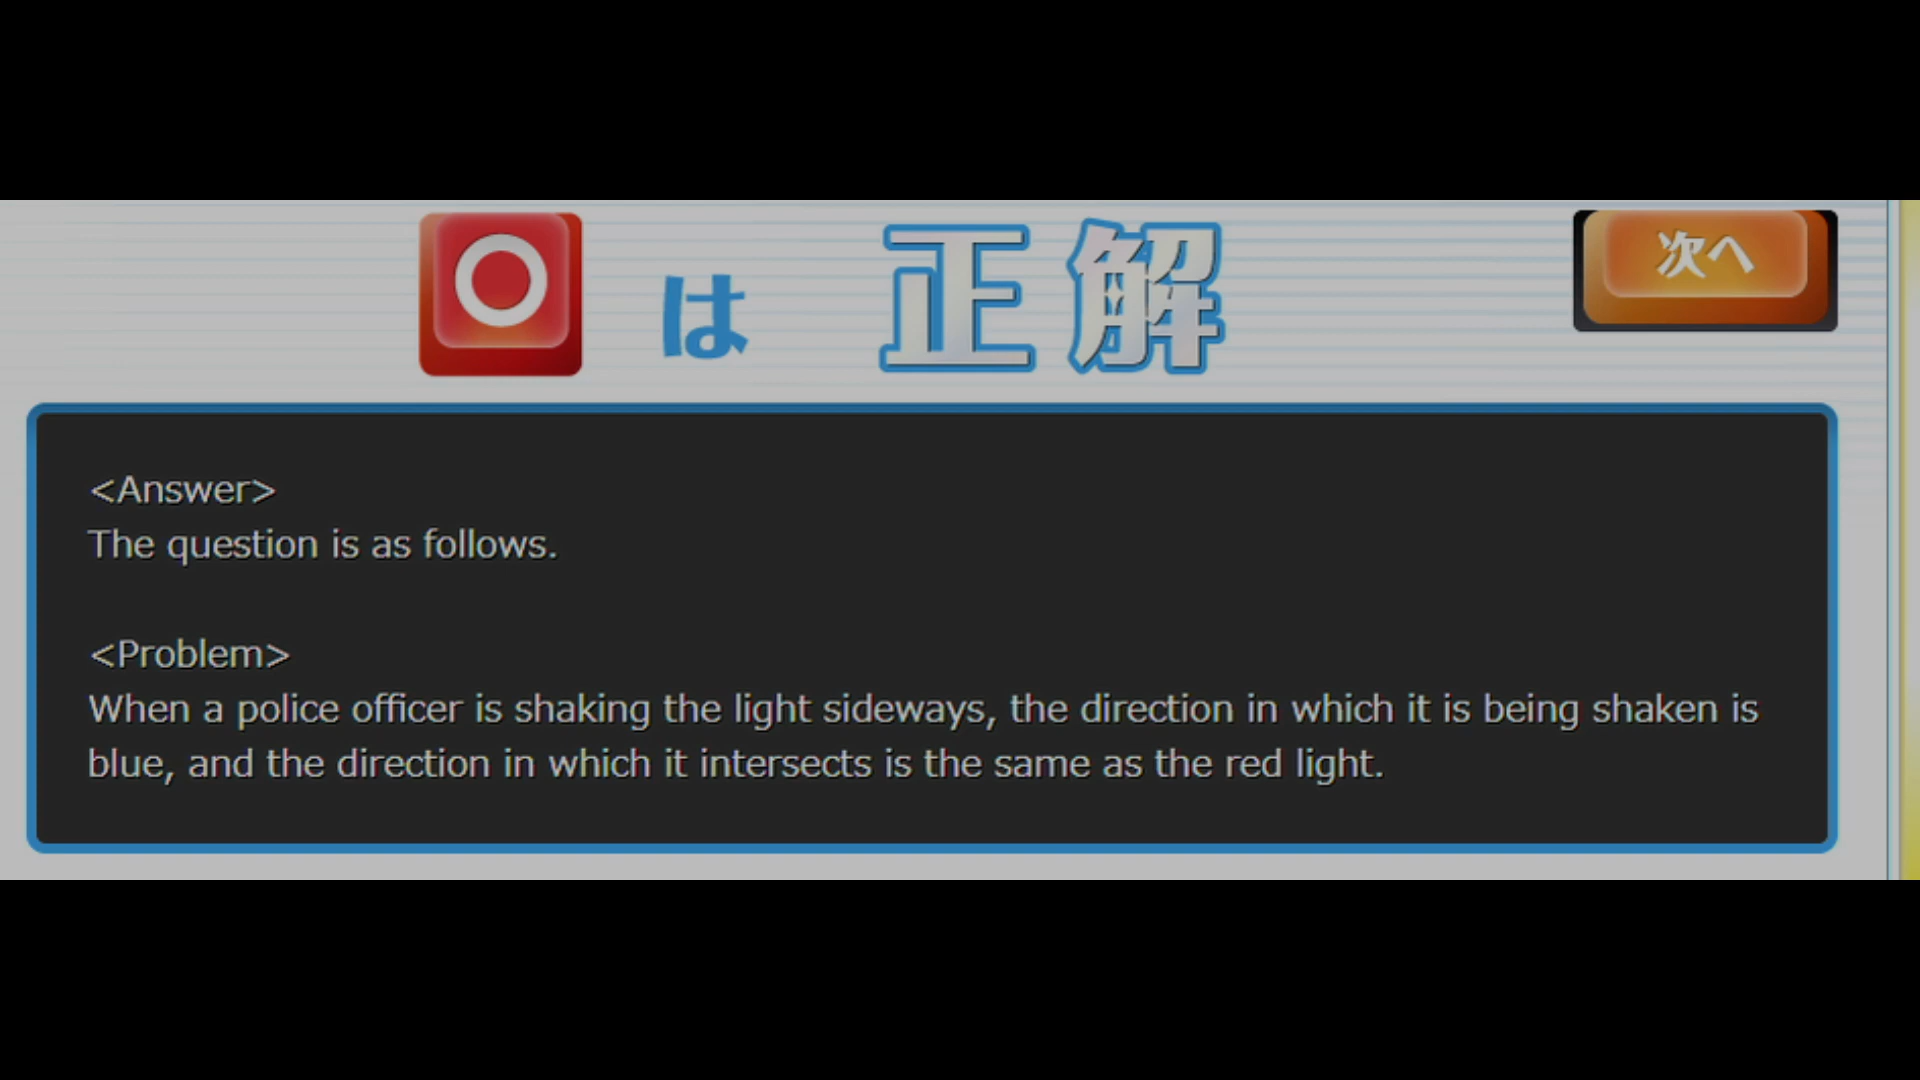 は 正解
次へ
<Answer>
The question is as follows.
<Problem>
When a police officer is shaking the light sideways, the direction in which it is being shaken is
blue, and the direction in which it intersects is the same as the red light.